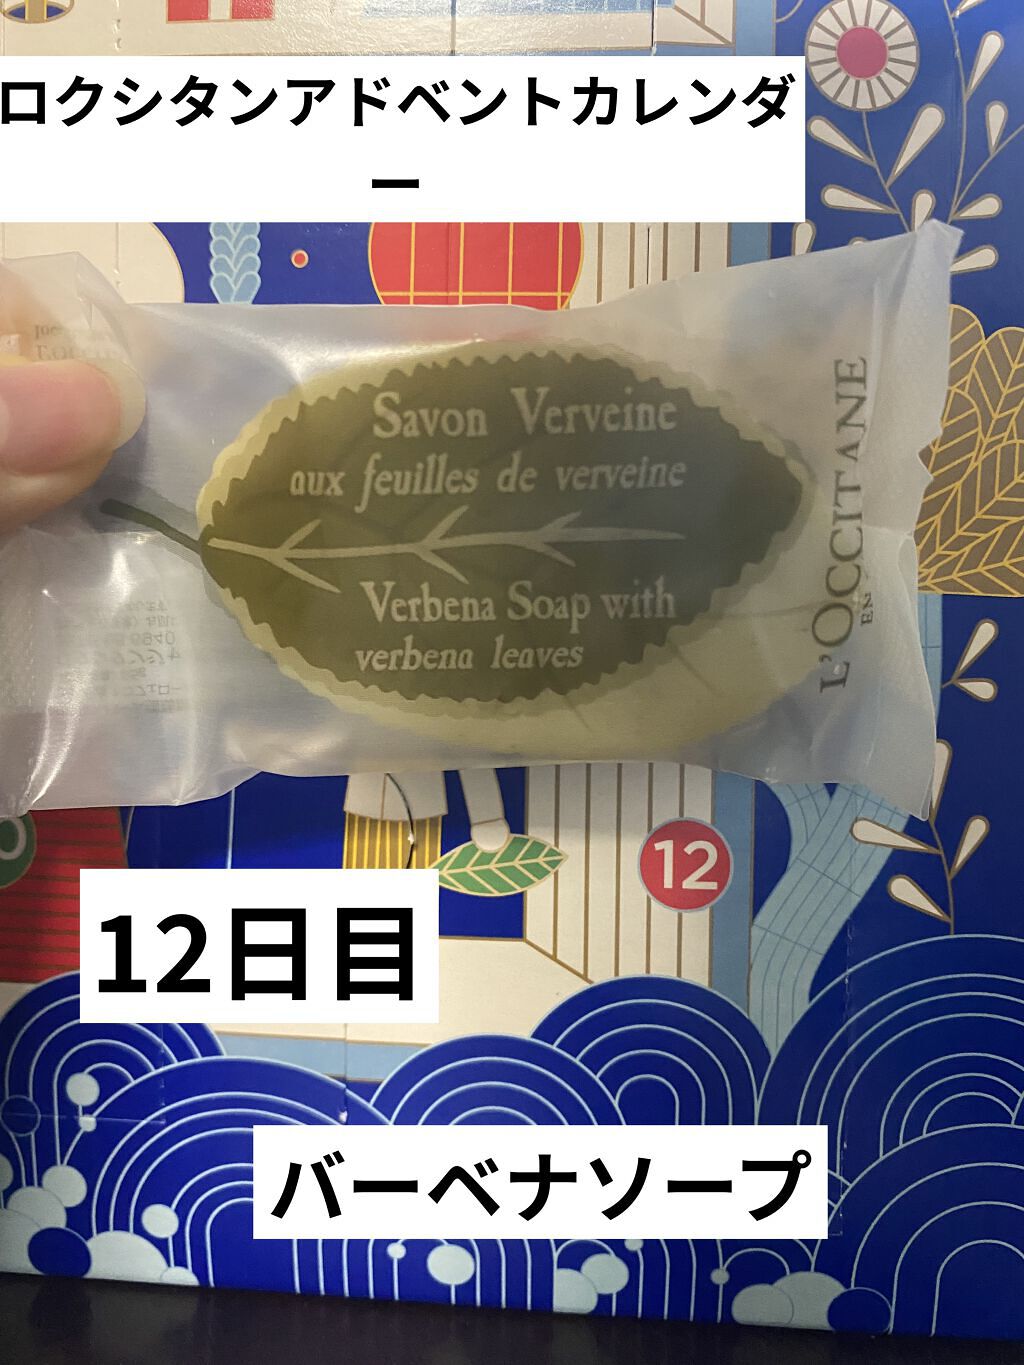 ロクシタンアドベントカレンダ
ー
Savon Verveine
aux feuilles de verveine
Verbena Soap with
verbena leaves
L'OCCITANE
12
12日目
バーベナソープ